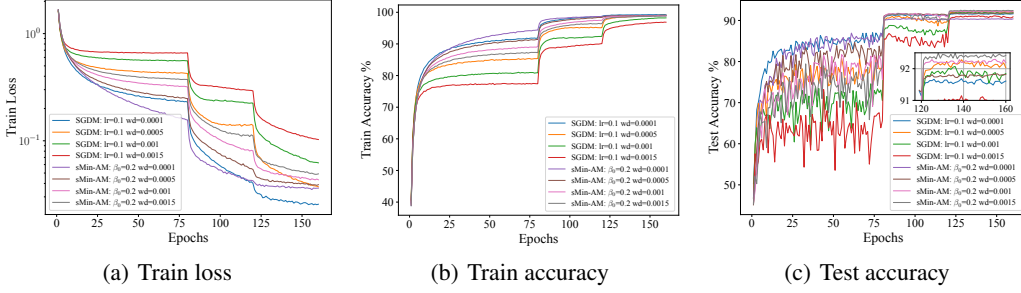 10^0
10^-1
Train Loss
0 25 50 75 100 125 150
Epochs
SGDM: lr=0.1 wd=0.0001
SGDM: lr=0.1 wd=0.0005
SGDM: lr=0.1 wd=0.001
SGDM: lr=0.1 wd=0.0015
sMin-AM: β₀=0.2 wd=0.0001
sMin-AM: β₀=0.2 wd=0.0005
sMin-AM: β₀=0.2 wd=0.001
sMin-AM: β₀=0.2 wd=0.0015
(a) Train loss
100
90
80
70
60
50
40
Train Accuracy %
0 25 50 75 100 125 150
Epochs
SGDM: lr=0.1 wd=0.0001
SGDM: lr=0.1 wd=0.0005
SGDM: lr=0.1 wd=0.001
SGDM: lr=0.1 wd=0.0015
sMin-AM: β₀=0.2 wd=0.0001
sMin-AM: β₀=0.2 wd=0.0005
sMin-AM: β₀=0.2 wd=0.001
sMin-AM: β₀=0.2 wd=0.0015
(b) Train accuracy
90
80
70
60
50
Test Accuracy %
0 25 50 75 100 125 150
Epochs
92
91
120 140 160
SGDM: lr=0.1 wd=0.0001
SGDM: lr=0.1 wd=0.0005
SGDM: lr=0.1 wd=0.001
SGDM: lr=0.1 wd=0.0015
sMin-AM: β₀=0.2 wd=0.0001
sMin-AM: β₀=0.2 wd=0.0005
sMin-AM: β₀=0.2 wd=0.001
sMin-AM: β₀=0.2 wd=0.0015
(c) Test accuracy